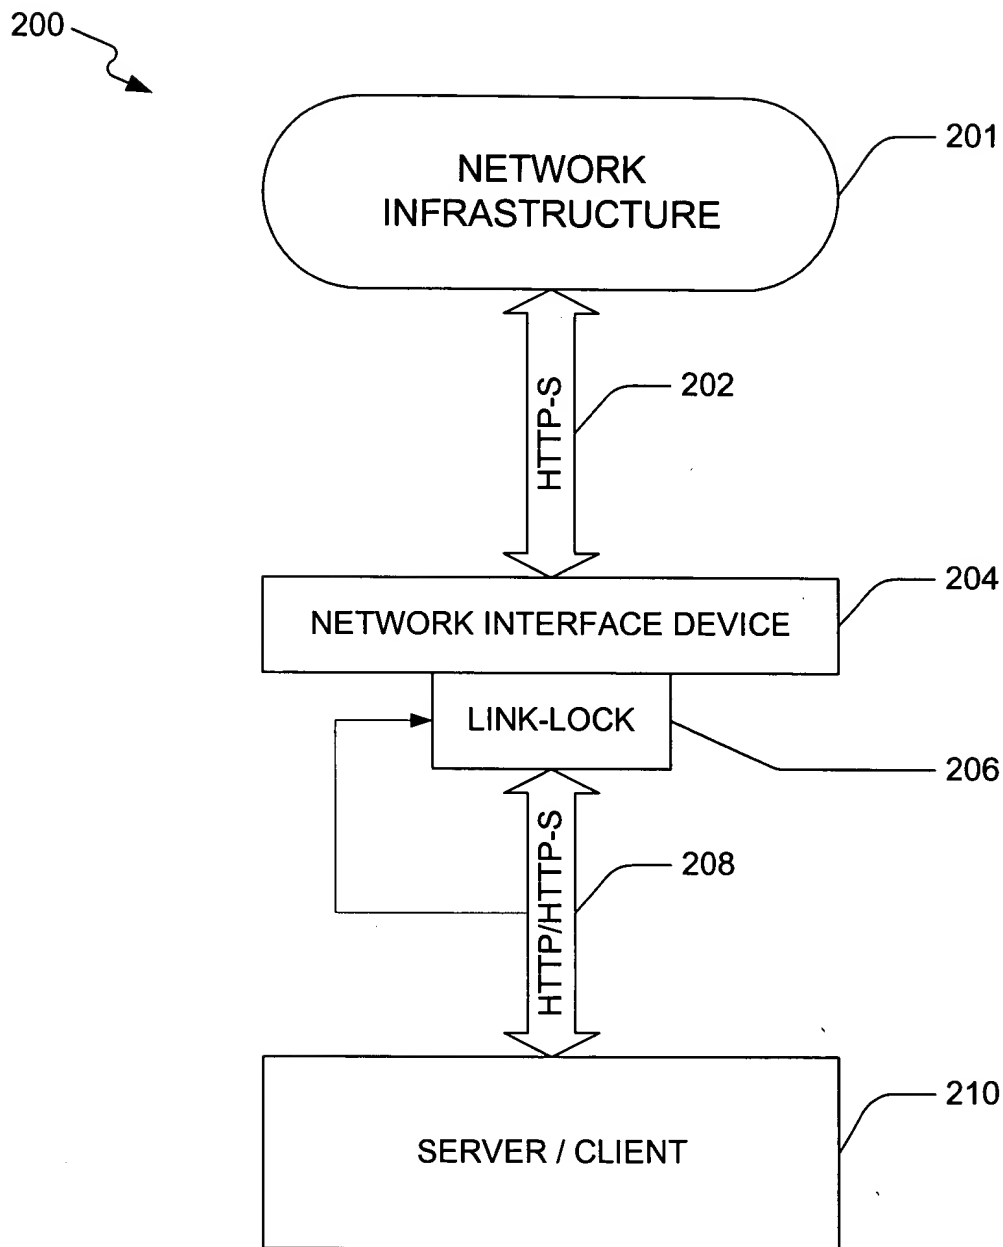 200
NETWORK
INFRASTRUCTURE
201
HTTP-S
202
NETWORK INTERFACE DEVICE
204
LINK-LOCK
206
HTTP/HTTP-S
208
SERVER / CLIENT
210